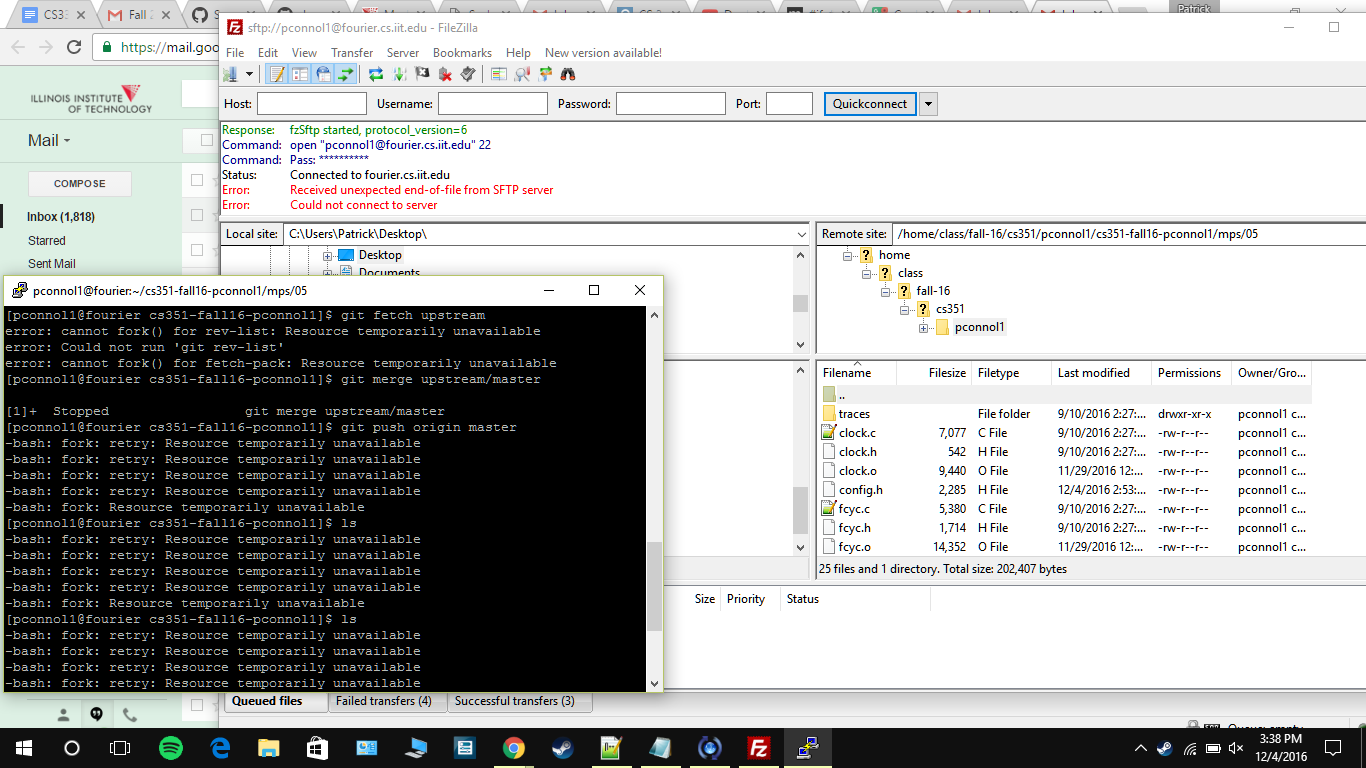 CS33
Fall 2
Patrick
https://mail.goo
sftp://pconnol1@fourier.cs.iit.edu - FileZilla
File Edit View Transfer Server Bookmarks Help New version available!
Host: Username: Password: Port: Quickconnect
Response: fzSftp started, protocol_version=6
Command: open "pconnol1@fourier.cs.iit.edu" 22
Command: Pass: **********
Status: Connected to fourier.cs.iit.edu
Error: Received unexpected end-of-file from SFTP server
Error: Could not connect to server
ILLINOIS INSTITUTE
OF TECHNOLOGY
Mail
COMPOSE
Inbox (1,818)
Starred
Sent Mail
Local site: C:\Users\Patrick\Desktop\
Desktop
Documents
Remote site: /home/class/fall-16/cs351/pconnol1/cs351-fall16-pconnol1/mps/05
home
class
fall-16
cs351
pconnol1
Filename Filesize Filetype Last modified Permissions Owner/Gro...
..
traces File folder 9/10/2016 2:27:... drwxr-xr-x pconnol1 c...
clock.c 7,077 C File 9/10/2016 2:27:... -rw-r--r-- pconnol1 c...
clock.h 542 H File 9/10/2016 2:27:... -rw-r--r-- pconnol1 c...
clock.o 9,440 O File 11/29/2016 12:... -rw-r--r-- pconnol1 c...
config.h 2,285 H File 12/4/2016 2:53:... -rw-r--r-- pconnol1 c...
fcyc.c 5,380 C File 9/10/2016 2:27:... -rw-r--r-- pconnol1 c...
fcyc.h 1,714 H File 9/10/2016 2:27:... -rw-r--r-- pconnol1 c...
fcyc.o 14,352 O File 11/29/2016 12:... -rw-r--r-- pconnol1 c...
25 files and 1 directory. Total size: 202,407 bytes
Size Priority Status
pconnol1@fourier:~/cs351-fall16-pconnol1/mps/05
[pconnol1@fourier cs351-fall16-pconnol1]$ git fetch upstream
error: cannot fork() for rev-list: Resource temporarily unavailable
error: Could not run 'git rev-list'
error: cannot fork() for fetch-pack: Resource temporarily unavailable
[pconnol1@fourier cs351-fall16-pconnol1]$ git merge upstream/master
[1]+ Stopped git merge upstream/master
[pconnol1@fourier cs351-fall16-pconnol1]$ git push origin master
-bash: fork: retry: Resource temporarily unavailable
-bash: fork: retry: Resource temporarily unavailable
-bash: fork: retry: Resource temporarily unavailable
-bash: fork: retry: Resource temporarily unavailable
-bash: fork: Resource temporarily unavailable
[pconnol1@fourier cs351-fall16-pconnol1]$ ls
-bash: fork: retry: Resource temporarily unavailable
-bash: fork: retry: Resource temporarily unavailable
-bash: fork: retry: Resource temporarily unavailable
-bash: fork: retry: Resource temporarily unavailable
-bash: fork: Resource temporarily unavailable
[pconnol1@fourier cs351-fall16-pconnol1]$ ls
-bash: fork: retry: Resource temporarily unavailable
-bash: fork: retry: Resource temporarily unavailable
-bash: fork: retry: Resource temporarily unavailable
-bash: fork: retry: Resource temporarily unavailable
Queued files Failed transfers (4) Successful transfers (3)
Queue: empty
3:38 PM
12/4/2016